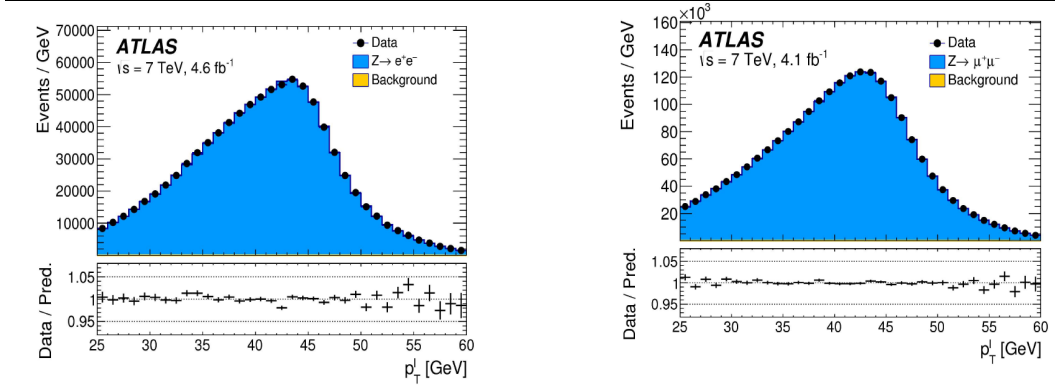 Events / GeV
70000
60000
50000
40000
30000
20000
10000
ATLAS
√s = 7 TeV, 4.6 fb⁻¹
Data
Z→ e⁺e⁻
Background
Data / Pred.
1.05
1
0.95
25 30 35 40 45 50 55 60
p_T^l [GeV]
Events / GeV
×10³
160
140
120
100
80
60
40
20
ATLAS
√s = 7 TeV, 4.1 fb⁻¹
Data
Z→ μ⁺μ⁻
Background
Data / Pred.
1.05
1
0.95
25 30 35 40 45 50 55 60
p_T^l [GeV]